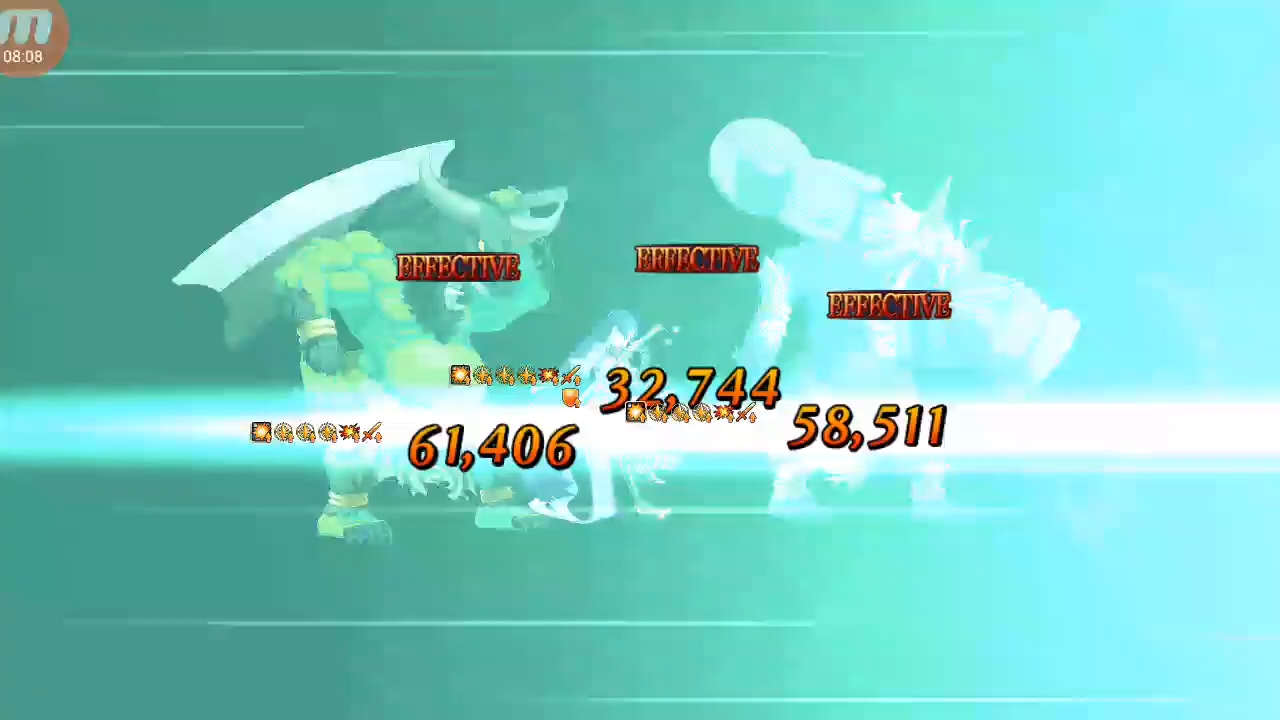 m
08:08
EFFECTIVE
EFFECTIVE
EFFECTIVE
32,744
58,511
61,406